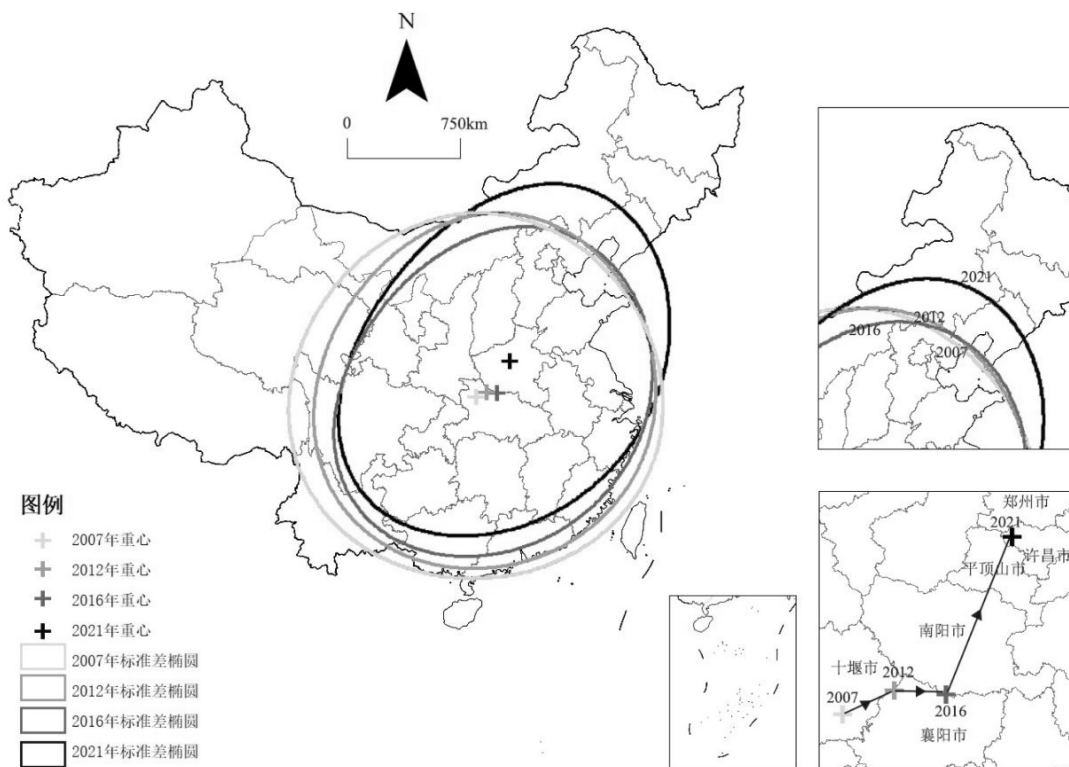 N
0 750km
图例
2007年重心
2012年重心
2016年重心
2021年重心
2007年标准差椭圆
2012年标准差椭圆
2016年标准差椭圆
2021年标准差椭圆
2021
2012
2016
2007
郑州市
2021
许昌市
平顶山市
南阳市
十堰市
2012
2007
2016
襄阳市